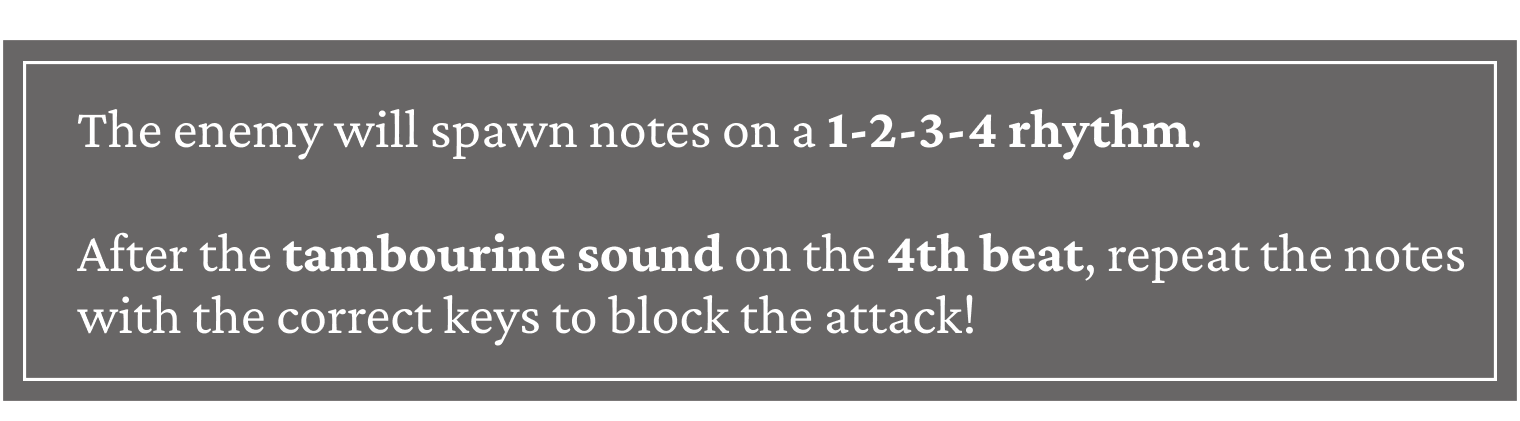 The enemy will spawn notes on a 1-2-3-4 rhythm.
After the tambourine sound on the 4th beat, repeat the notes
with the correct keys to block the attack!